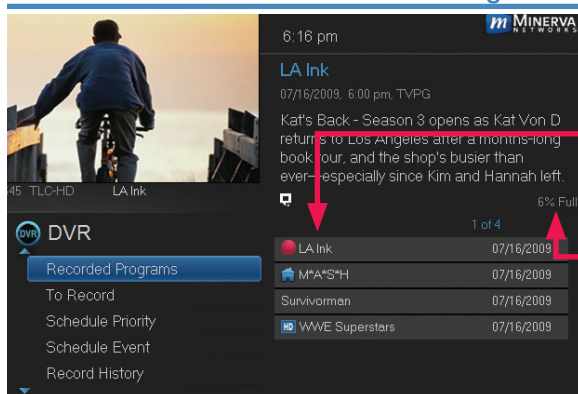 6:16 pm
MINERVA
NETWORKS
LA Ink
07/16/2009, 6:00 pm, TVPG
Kat's Back - Season 3 opens as Kat Von D
returns to Los Angeles after a months-long
book tour, and the shop's busier than
ever--especially since Kim and Hannah left.
545 TLC-HD LA Ink
6% Full
1 of 4
DVR DVR
LA Ink 07/16/2009
M*A*S*H 07/16/2009
Survivorman 07/16/2009
HD WWE Superstars 07/16/2009
Recorded Programs
To Record
Schedule Priority
Schedule Event
Record History